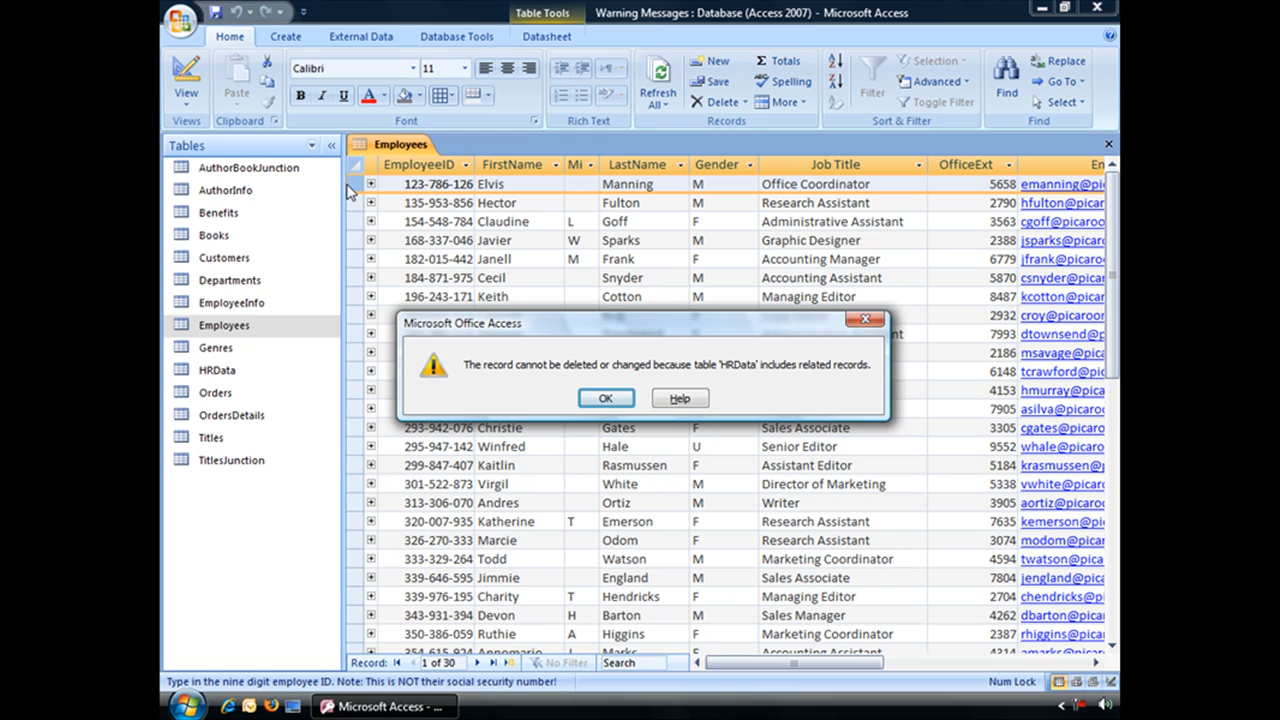 Table Tools Warning Messages : Database (Access 2007) - Microsoft Access
Home Create External Data Database Tools Datasheet
Calibri 11 New Totals Selection Replace
View Paste Save Spelling Advanced Go To
Refresh All Delete More Filter Toggle Filter Find Select
B I U
Views Clipboard Font Rich Text Records Sort & Filter Find
Tables «
AuthorBookJunction
AuthorInfo
Benefits
Books
Customers
Departments
EmployeeInfo
Employees
Genres
HRData
Orders
OrdersDetails
Titles
TitlesJunction
Employees
EmployeeID FirstName Mi LastName Gender Job Title OfficeExt Em
123-786-126 Elvis Manning M Office Coordinator 5658 emanning@pi
135-953-856 Hector Fulton M Research Assistant 2790 hfulton@pica
154-548-784 Claudine L Goff F Administrative Assistant 3563 cgoff@picaroo
168-337-046 Javier W Sparks M Graphic Designer 2388 jsparks@picar
182-015-442 Janell M Frank F Accounting Manager 6779 jfrank@picaro
184-871-975 Cecil Snyder M Accounting Assistant 5870 csnyder@pica
196-243-171 Keith Cotton M Managing Editor 8487 kcotton@pica
2932 croy@picaroon
7993 dtownsend@p
2186 msavage@pica
6148 tcrawford@pi
4153 hmurray@pica
7905 asilva@picaro
293-942-076 Christie Gates F Sales Associate 3305 cgates@picaro
295-947-142 Winfred Hale U Senior Editor 9552 whale@picaro
299-847-407 Kaitlin Rasmussen F Assistant Editor 5184 krasmussen@
301-522-873 Virgil White M Director of Marketing 5338 vwhite@picar
313-306-070 Andres Ortiz M Writer 3905 aortiz@picaro
320-007-935 Katherine T Emerson F Research Assistant 7635 kemerson@pi
326-270-333 Marcie Odom F Research Assistant 3074 modom@pica
333-329-264 Todd Watson M Marketing Coordinator 4594 twatson@pica
339-646-595 Jimmie England M Sales Associate 7804 jengland@pica
339-976-195 Charity T Hendricks F Managing Editor 2704 chendricks@p
343-931-394 Devon H Barton M Sales Manager 4262 dbarton@pica
350-386-059 Ruthie A Higgins F Marketing Coordinator 2387 rhiggins@pica
Microsoft Office Access
The record cannot be deleted or changed because table 'HRData' includes related records.
OK Help
Record: 1 of 30 No Filter Search
Type in the nine digit employee ID. Note: This is NOT their social security number! Num Lock
Microsoft Access - ...